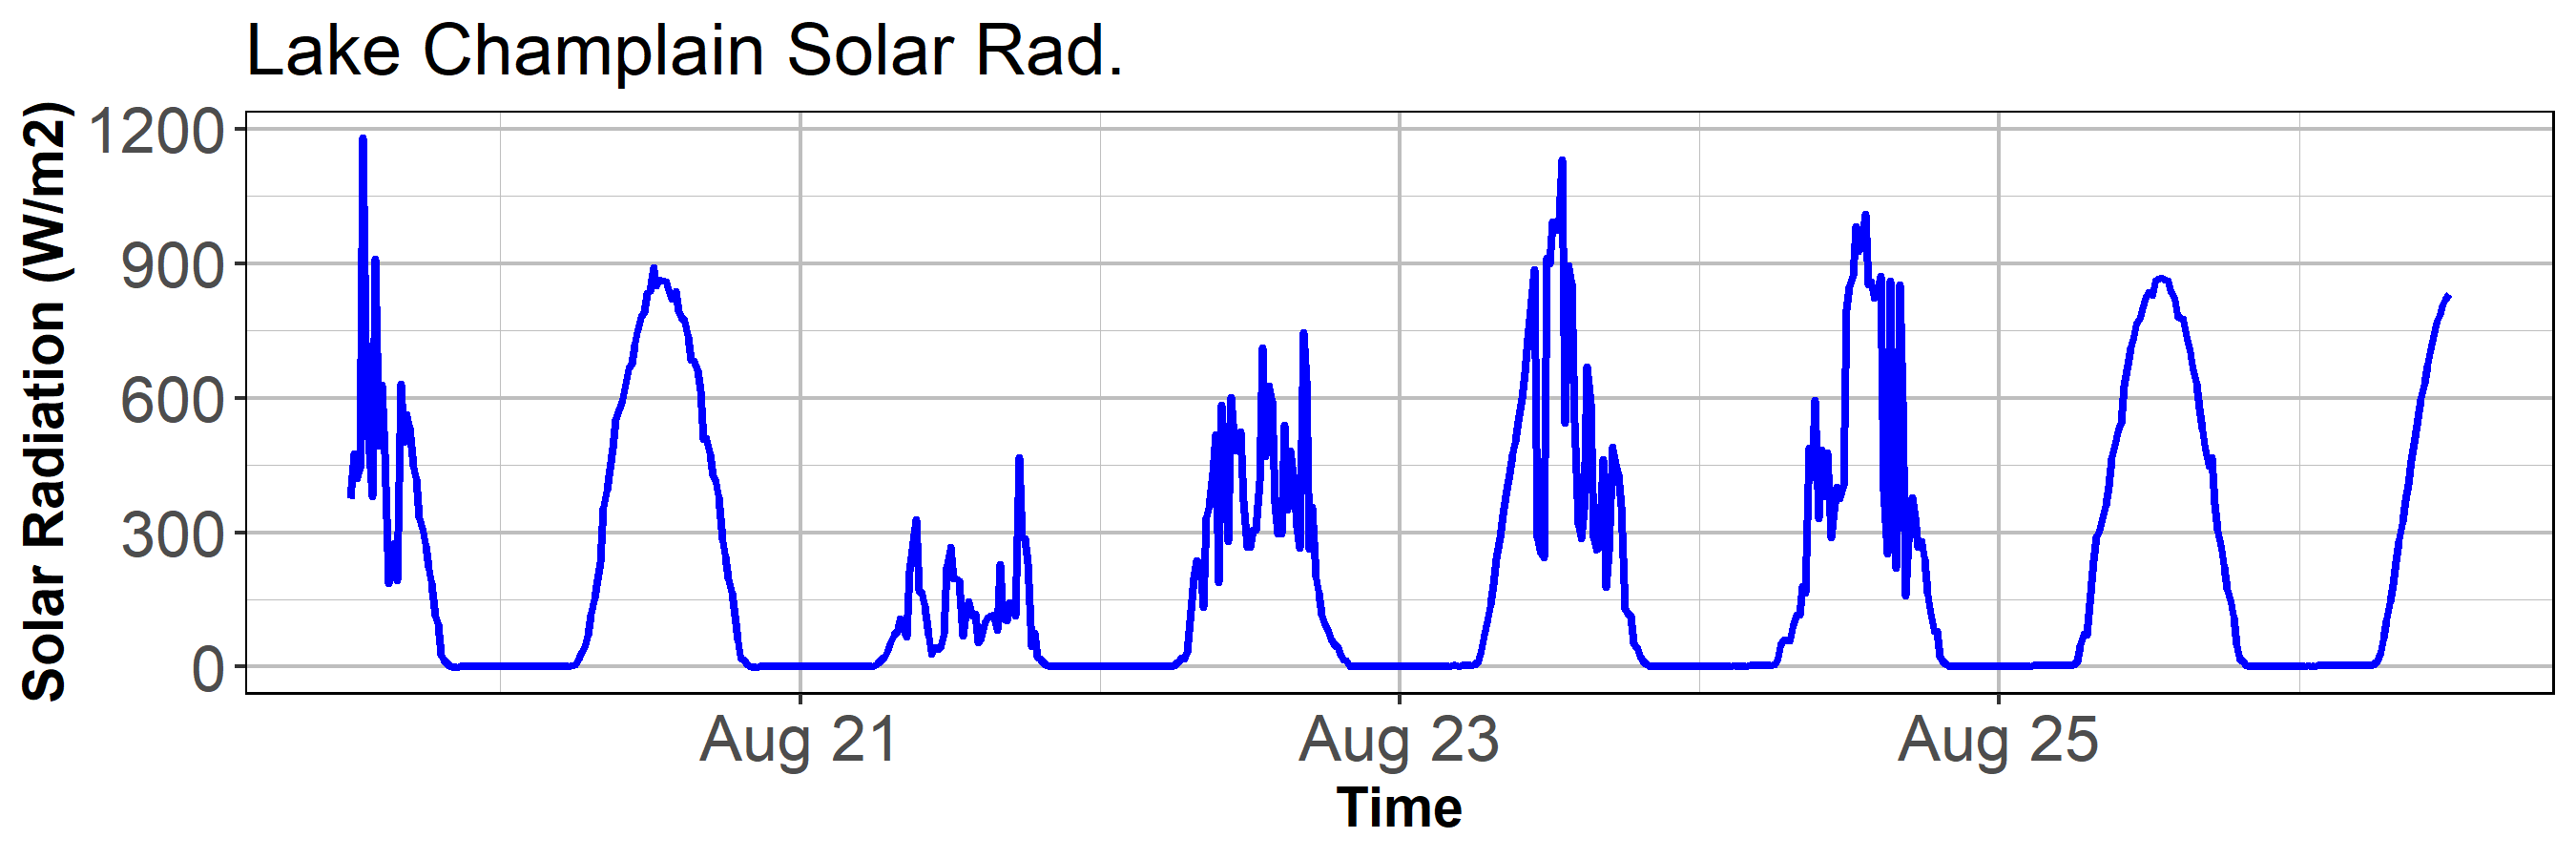 Lake Champlain Solar Rad.
Solar Radiation (W/m2)
1200
900
600
300
0
Aug 21 Aug 23 Aug 25
Time